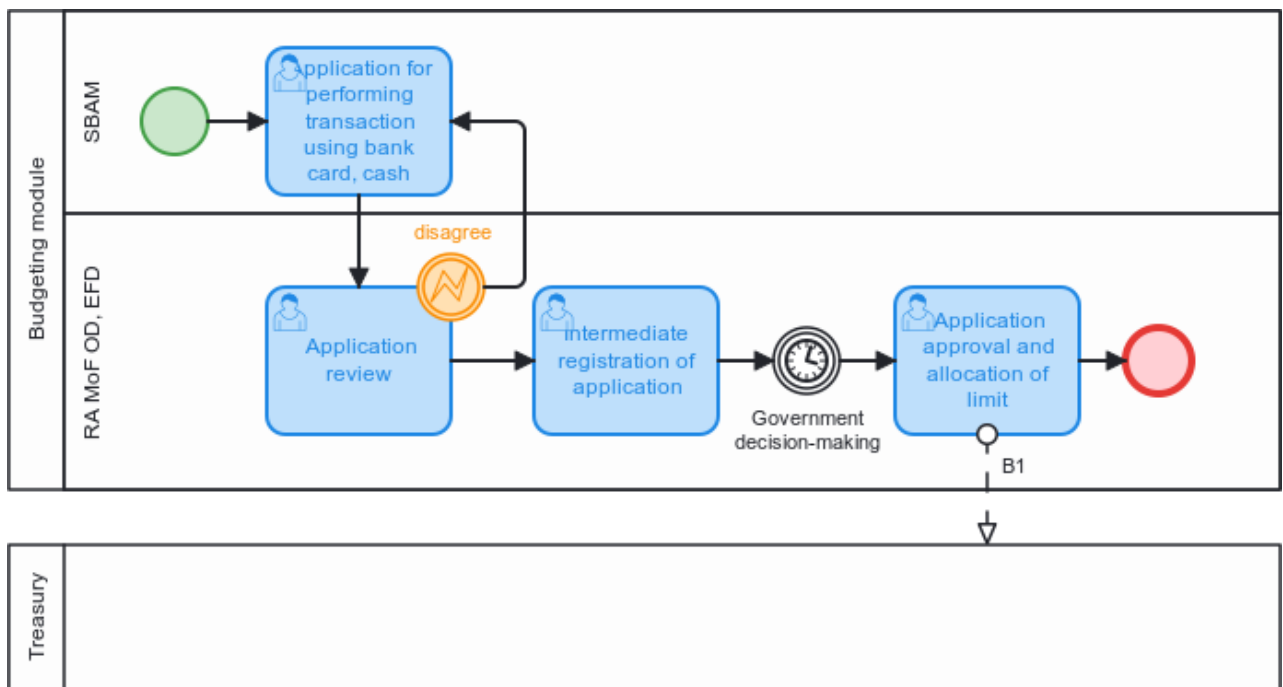 Budgeting module
SBAM
Application for
performing
transaction
using bank
card, cash
RA MoF OD, EFD
disagree
Application
review
Intermediate
registration of
application
Government
decision-making
Application
approval and
allocation of
limit
B1
Treasury